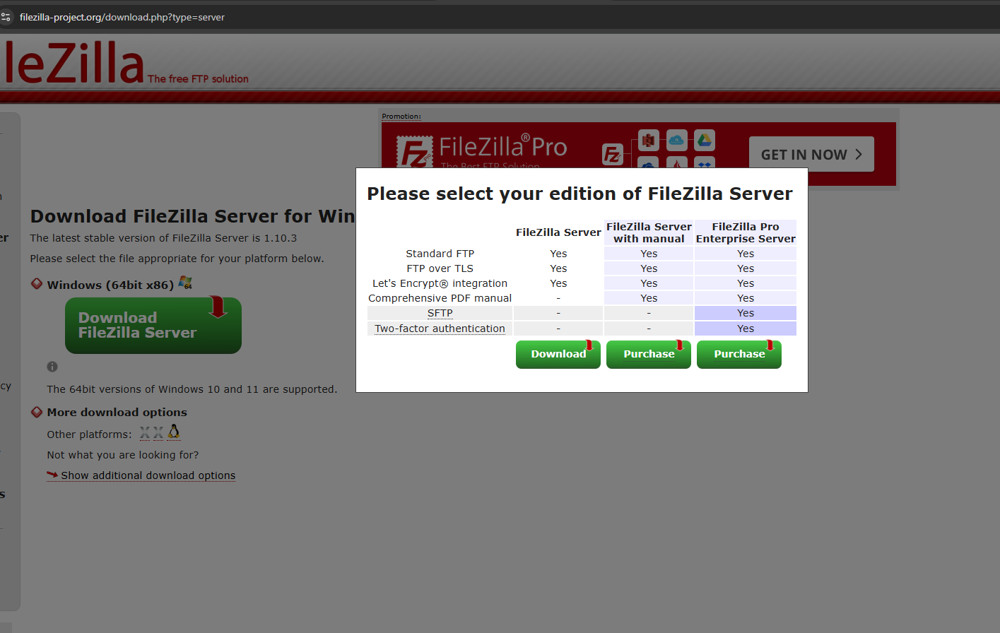 filezilla-project.org/download.php?type=server
leZilla The free FTP solution
Promotion:
FileZilla® Pro
The Best FTP Solution
GET IN NOW
Please select your edition of FileZilla Server
FileZilla Server FileZilla Server with manual FileZilla Pro Enterprise Server
Standard FTP Yes Yes Yes
FTP over TLS Yes Yes Yes
Let's Encrypt® integration Yes Yes Yes
Comprehensive PDF manual - Yes Yes
SFTP - - Yes
Two-factor authentication - - Yes
Download Purchase Purchase
Download FileZilla Server for Win
The latest stable version of FileZilla Server is 1.10.3
Please select the file appropriate for your platform below.
Windows (64bit x86) 64
Download
FileZilla Server
The 64bit versions of Windows 10 and 11 are supported.
More download options
Other platforms:
Not what you are looking for?
Show additional download options